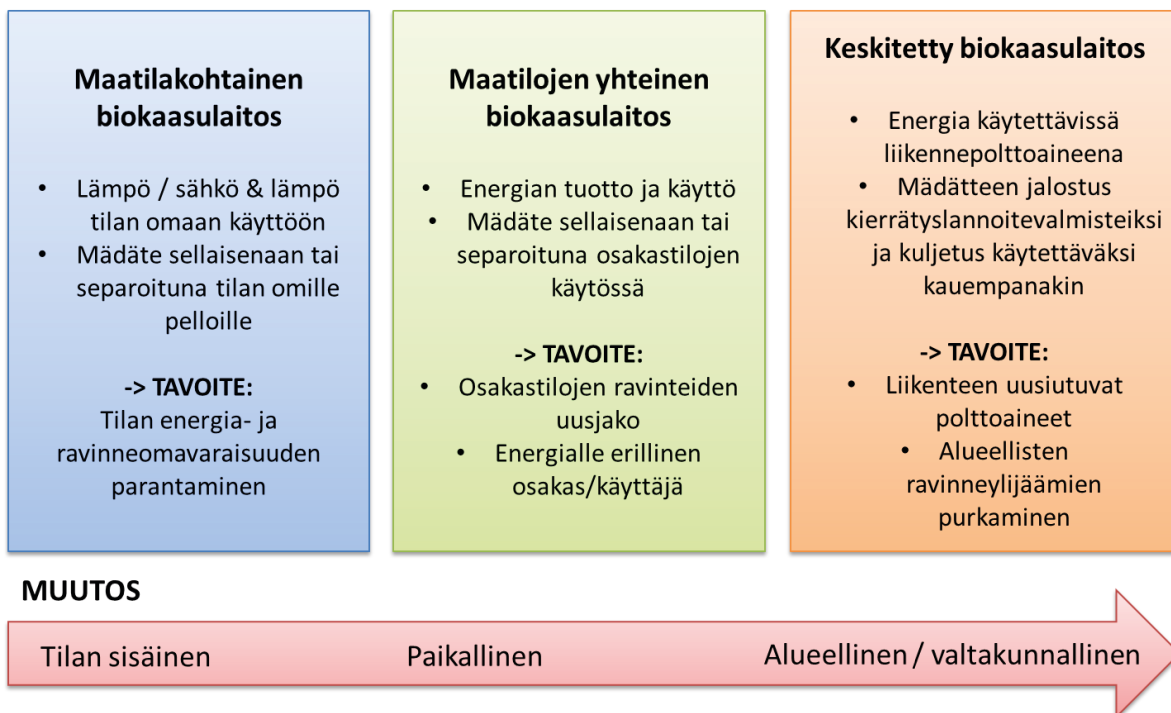 Maatilakohtainen
biokaasulaitos
• Lämpö / sähkö & lämpö
tilan omaan käyttöön
• Mädäte sellaisenaan tai
separoituna tilan omille
pelloille
-> TAVOITE:
Tilan energia- ja
ravinneomavaraisuuden
parantaminen
Maatilojen yhteinen
biokaasulaitos
• Energian tuotto ja käyttö
• Mädäte sellaisenaan tai
separoituna osakastilojen
käytössä
-> TAVOITE:
• Osakastilojen ravinteiden
uusjako
• Energialle erillinen
osakas/käyttäjä
Keskitetty biokaasulaitos
• Energia käytettävissä
liikennepolttoaineena
• Mädätteen jalostus
kierrätyslannoitevalmisteiksi
ja kuljetus käytettäväksi
kauempanakin
-> TAVOITE:
• Liikenteen uusiutuvat
polttoaineet
• Alueellisten
ravinneylijäämien
purkaminen
MUUTOS
Tilan sisäinen
Paikallinen
Alueellinen / valtakunnallinen